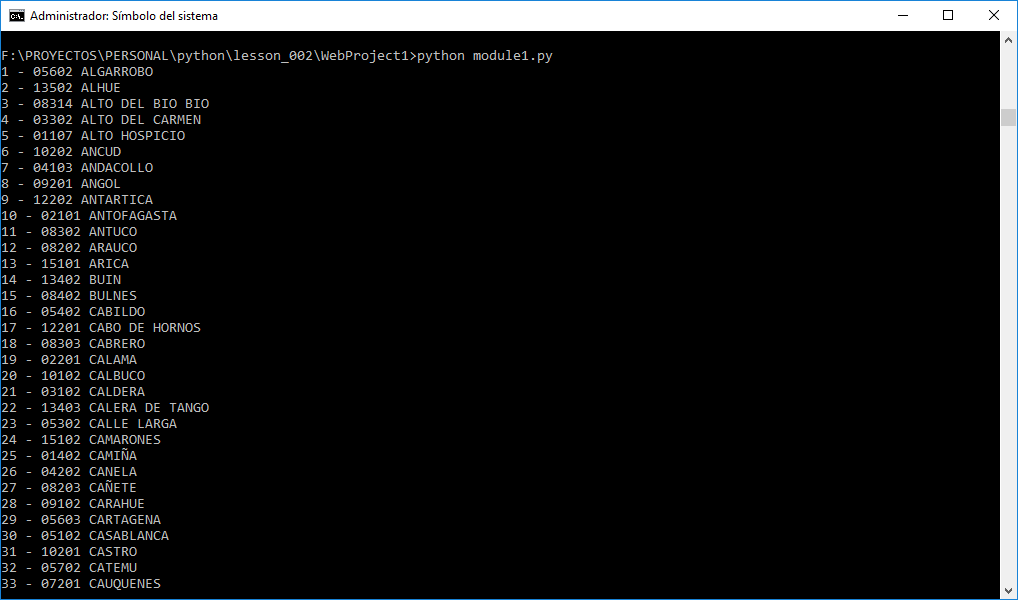 Administrador: Símbolo del sistema
F:\PROYECTOS\PERSONAL\python\lesson_002\WebProject1>python module1.py
1 - 05602 ALGARROBO
2 - 13502 ALHUE
3 - 08314 ALTO DEL BIO BIO
4 - 03302 ALTO DEL CARMEN
5 - 01107 ALTO HOSPICIO
6 - 10202 ANCUD
7 - 04103 ANDACOLLO
8 - 09201 ANGOL
9 - 12202 ANTARTICA
10 - 02101 ANTOFAGASTA
11 - 08302 ANTUCO
12 - 08202 ARAUCO
13 - 15101 ARICA
14 - 13402 BUIN
15 - 08402 BULNES
16 - 05402 CABILDO
17 - 12201 CABO DE HORNOS
18 - 08303 CABRERO
19 - 02201 CALAMA
20 - 10102 CALBUCO
21 - 03102 CALDERA
22 - 13403 CALERA DE TANGO
23 - 05302 CALLE LARGA
24 - 15102 CAMARONES
25 - 01402 CAMIÑA
26 - 04202 CANELA
27 - 08203 CAÑETE
28 - 09102 CARAHUE
29 - 05603 CARTAGENA
30 - 05102 CASABLANCA
31 - 10201 CASTRO
32 - 05702 CATEMU
33 - 07201 CAUQUENES